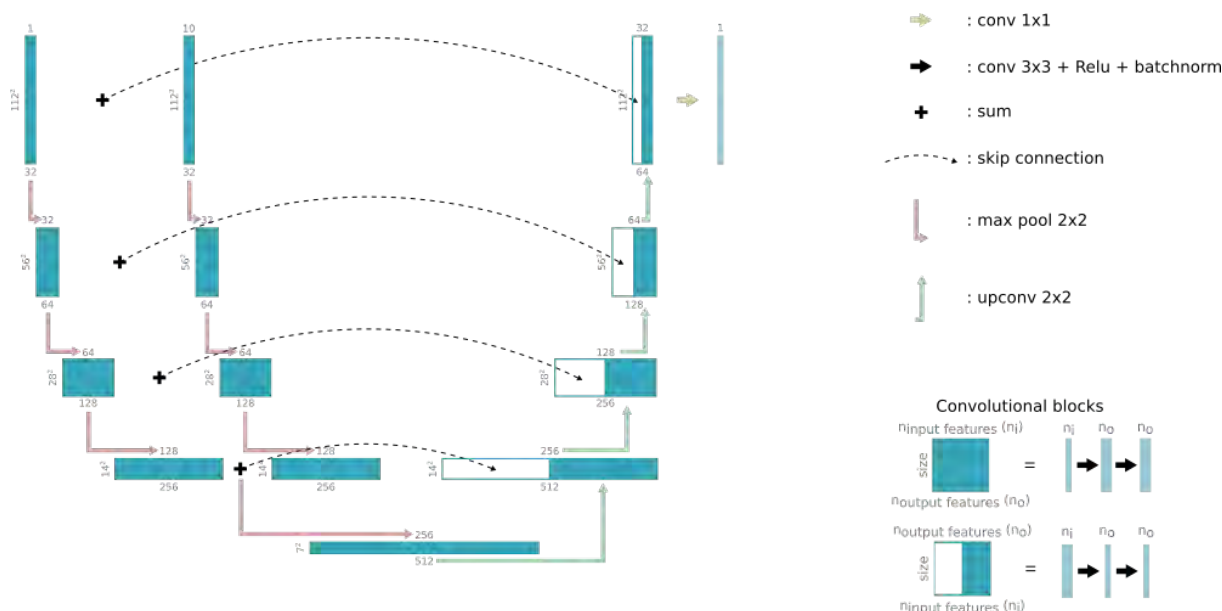 1
10
32
1
112²
112²
112²
32
32
64
32
32
64
56²
56²
56²
64
64
128
64
64
128
28²
28²
28²
128
128
256
128
128
256
14²
14²
14²
256
256
512
256
7²
512
: conv 1x1
: conv 3x3 + Relu + batchnorm
: sum
: skip connection
: max pool 2x2
: upconv 2x2
Convolutional blocks
ninput features (ni)
ni
no
no
size
=
noutput features (no)
noutput features (no)
ni
no
no
size
=
ninput features (ni)